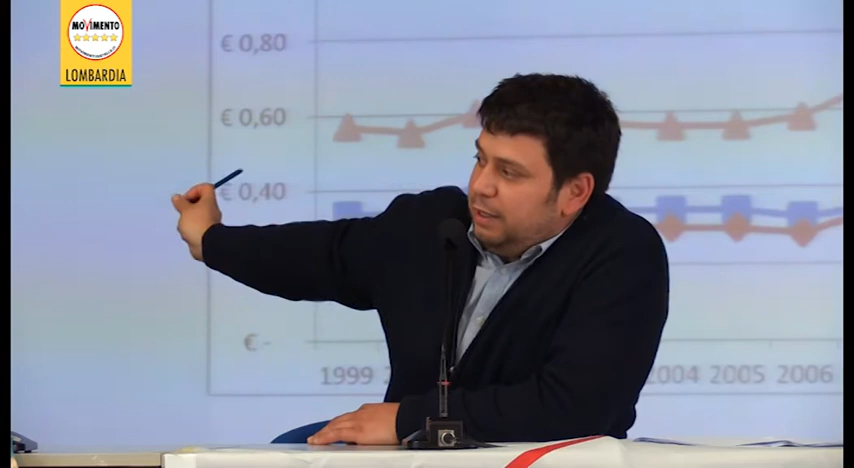 MOVIMENTO
LOMBARDIA
€ 0,80
€ 0,60
€ 0,40
€ -
1999 2004 2005 2006